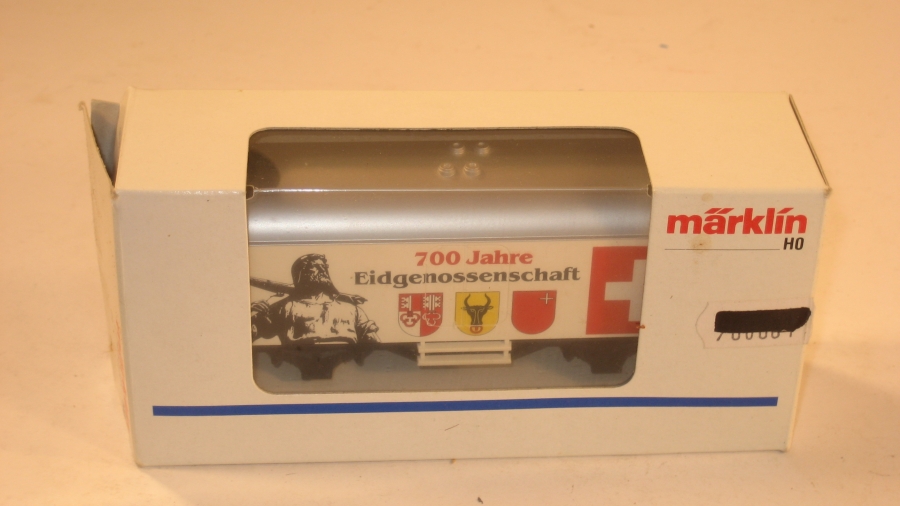 700 Jahre
Eidgenossenschaft
märklin
H0